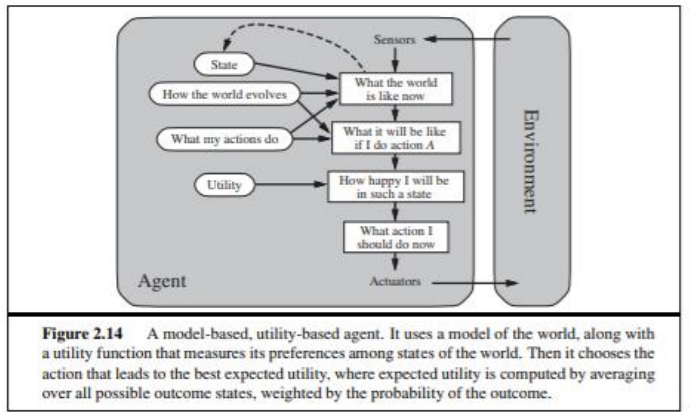 Sensors
State
What the world
is like now
How the world evolves
What my actions do
What it will be like
if I do action A
Utility
How happy I will be
in such a state
What action I
should do now
Agent
Actuators
Environment
Figure 2.14 A model-based, utility-based agent. It uses a model of the world, along with
a utility function that measures its preferences among states of the world. Then it chooses the
action that leads to the best expected utility, where expected utility is computed by averaging
over all possible outcome states, weighted by the probability of the outcome.